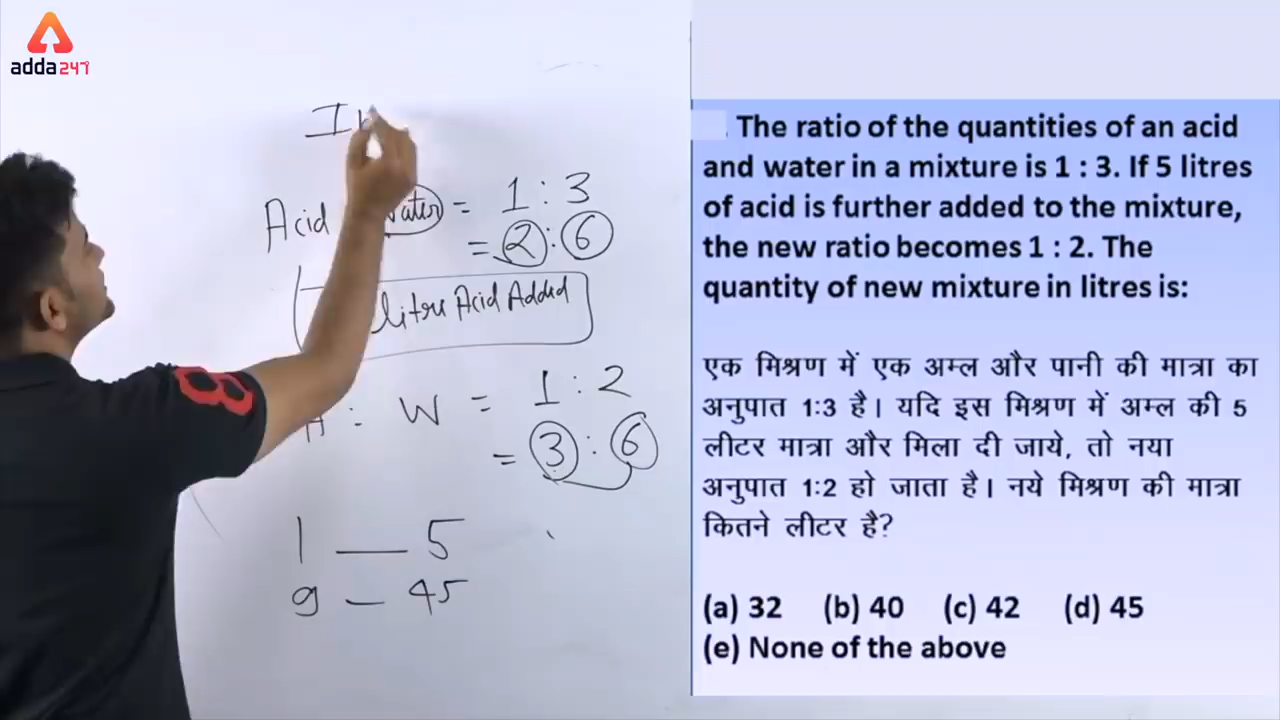 adda247
I
Acid Water = 1 : 3
= 2 : 6
litre Acid Added
: W = 1 : 2
= 3 : 6
1 — 5
9 — 45
. The ratio of the quantities of an acid
and water in a mixture is 1 : 3. If 5 litres
of acid is further added to the mixture,
the new ratio becomes 1 : 2. The
quantity of new mixture in litres is:
एक मिश्रण में एक अम्ल और पानी की मात्रा का
अनुपात 1:3 है। यदि इस मिश्रण में अम्ल की 5
लीटर मात्रा और मिला दी जाये, तो नया
अनुपात 1:2 हो जाता है। नये मिश्रण की मात्रा
कितने लीटर है?
(a) 32 (b) 40 (c) 42 (d) 45
(e) None of the above